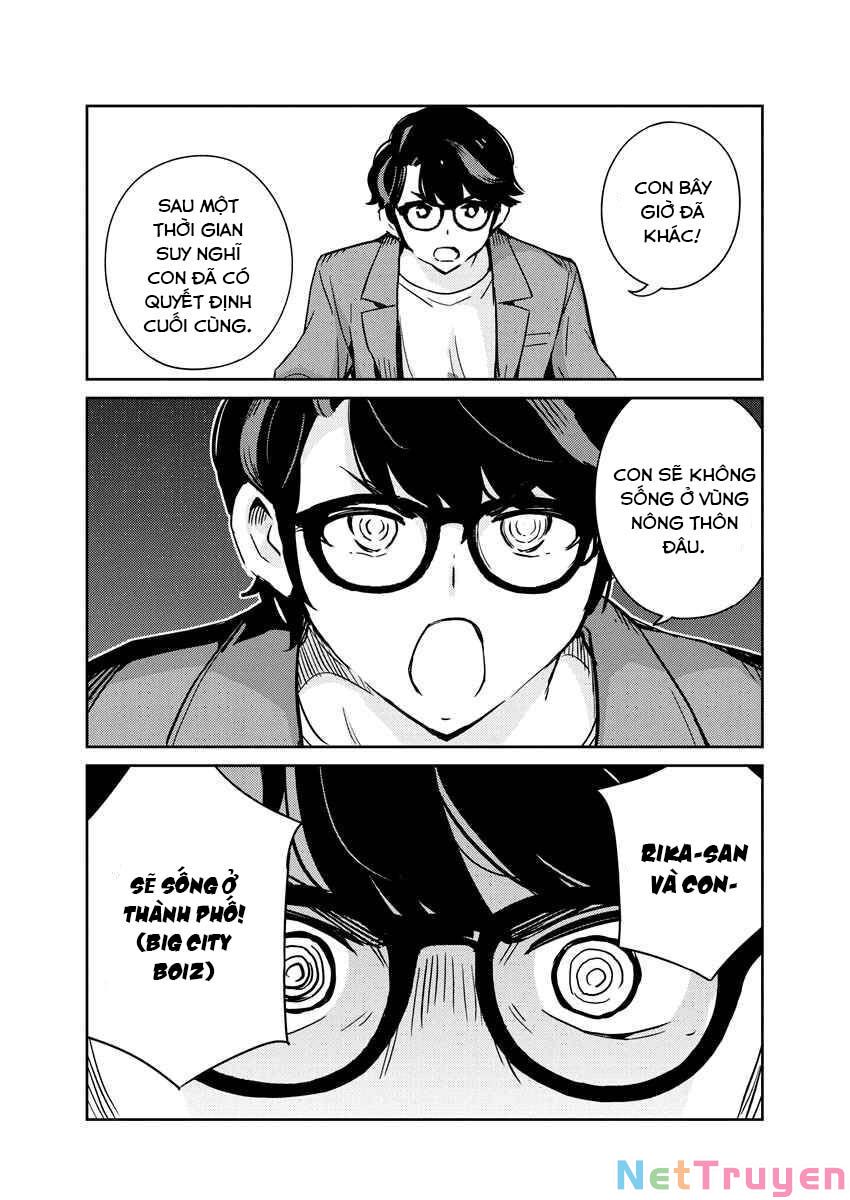 CON BÂY
GIỜ ĐÃ
KHÁC!
SAU MỘT
THỜI GIAN
SUY NGHĨ
CON ĐÃ CÓ
QUYẾT ĐỊNH
CUỐI CÙNG.
CON SẼ KHÔNG
SỐNG Ở VÙNG
NÔNG THÔN
ĐÂU.
RIKA-SAN
VÀ CON-
SẼ SỐNG Ở
THÀNH PHỐ!
(BIG CITY
BOIZ)
NetTruyen